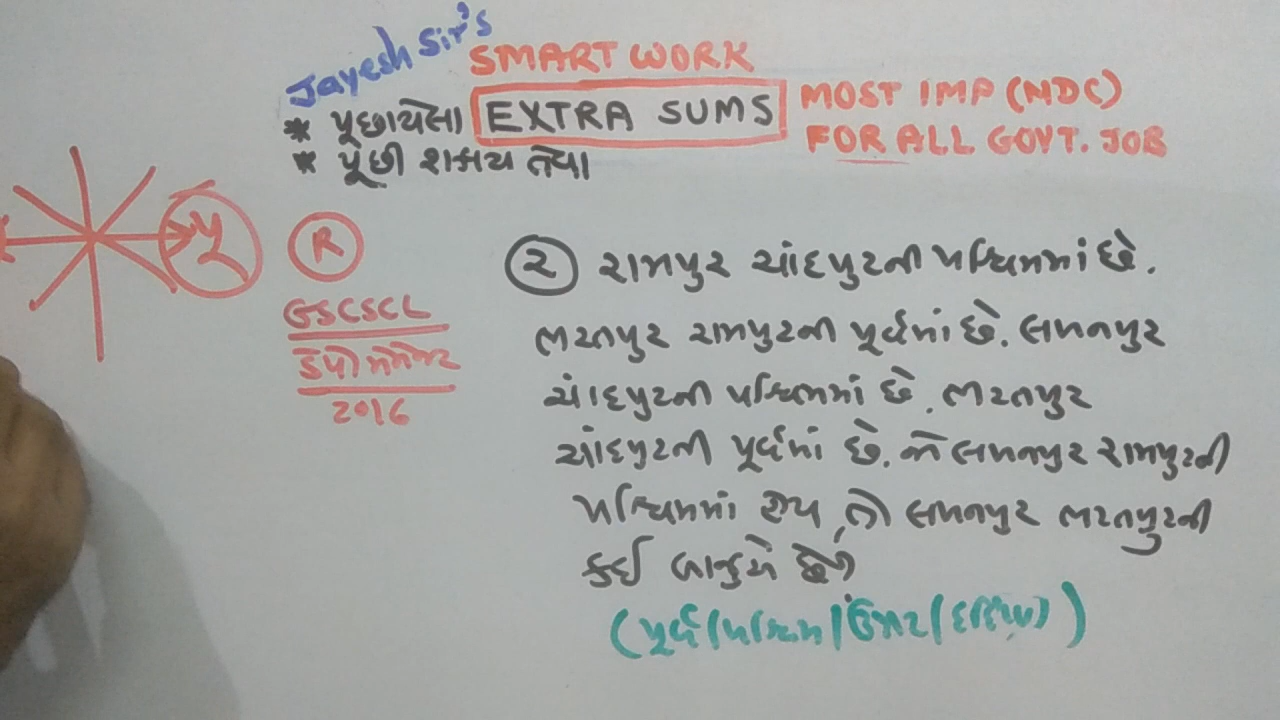 Jayesh Sir's
SMART WORK
* પૂછાયેલા EXTRA SUMS
MOST IMP (MDC)
FOR ALL GOVT. JOB
* પૂછી શકાય તેવા
પૂ
R
GSCSCL
ડેપો મેનેજર
2016
૨ રામપુર ચાંદપુરની પશ્ચિમમાં છે.
ભરતપુર રામપુરની પૂર્વમાં છે. લખનપુર
ચાંદપુરની પશ્ચિમમાં છે. ભરતપુર
ચાંદપુરની પૂર્વમાં છે. જો લખનપુર રામપુરની
પશ્ચિમમાં હોય, તો લખનપુર ભરતપુરની
કઈ બાજુએ છે?
(પૂર્વ/પશ્ચિમ/ઉત્તર/દક્ષિણ)